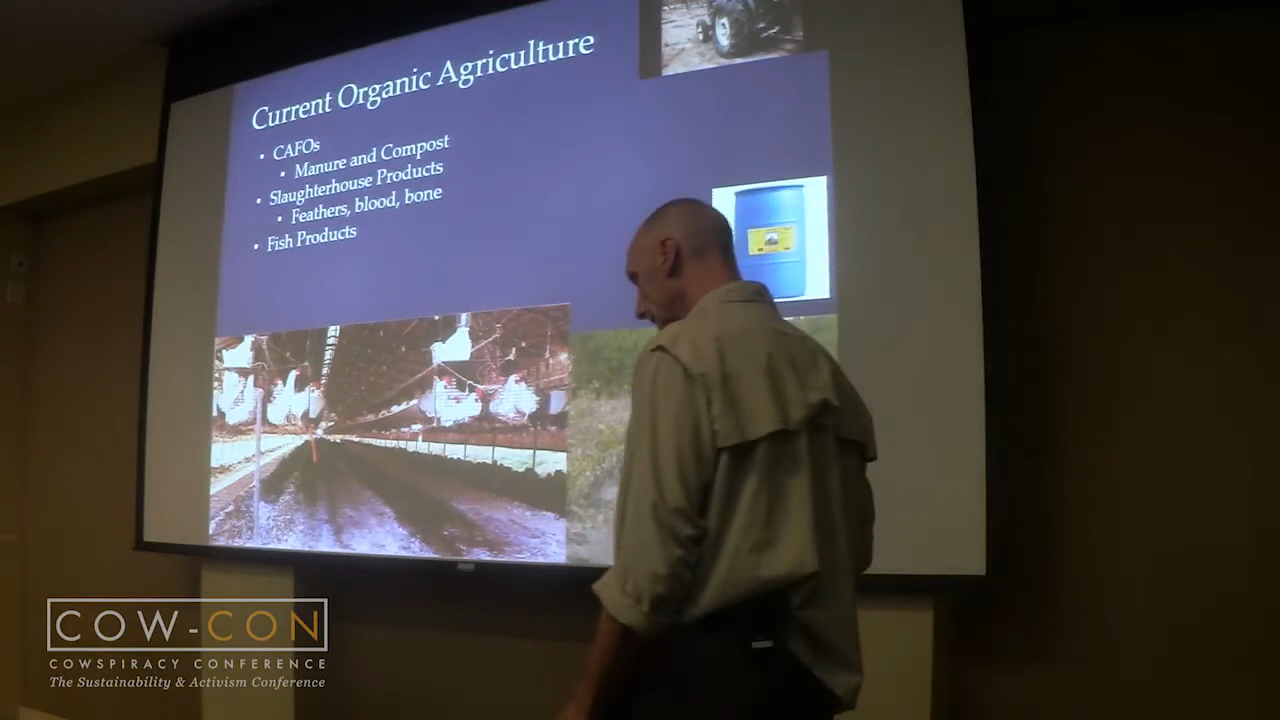 Current Organic Agriculture
• CAFOs
• Manure and Compost
• Slaughterhouse Products
• Feathers, blood, bone
• Fish Products
COW-CON
COWSPIRACY CONFERENCE
The Sustainability & Activism Conference